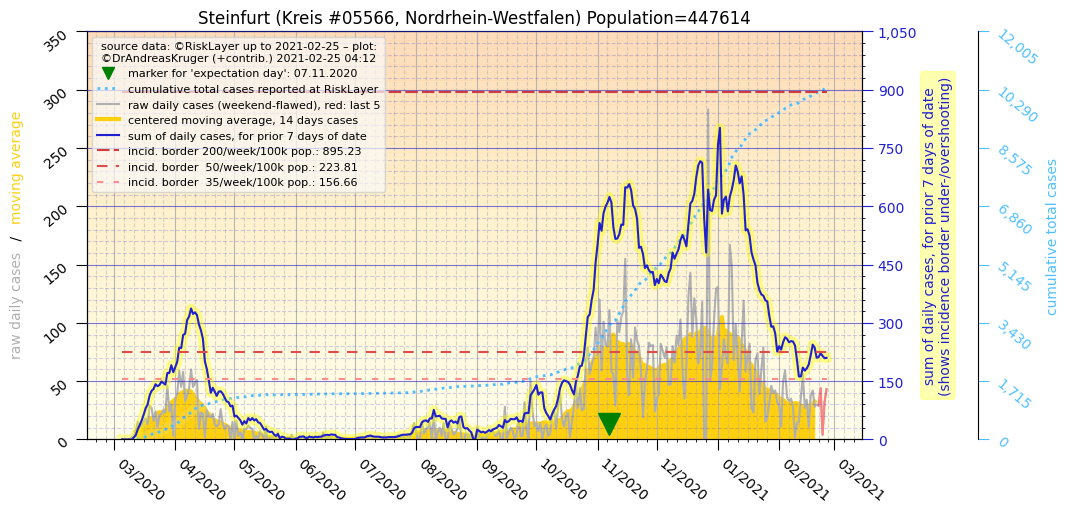 Steinfurt (Kreis #05566, Nordrhein-Westfalen) Population=447614
source data: ©RiskLayer up to 2021-02-25 – plot:
©DrAndreasKruger (+contrib.) 2021-02-25 04:12
marker for 'expectation day': 07.11.2020
cumulative total cases reported at RiskLayer
raw daily cases (weekend-flawed), red: last 5
centered moving average, 14 days cases
sum of daily cases, for prior 7 days of date
incid. border 200/week/100k pop.: 895.23
incid. border  50/week/100k pop.: 223.81
incid. border  35/week/100k pop.: 156.66
raw daily cases / moving average
350
300
250
200
150
100
50
0
03/2020
04/2020
05/2020
06/2020
07/2020
08/2020
09/2020
10/2020
11/2020
12/2020
01/2021
02/2021
03/2021
1,050
900
750
600
450
300
150
0
sum of daily cases, for prior 7 days of date
(shows incidence border under-/overshooting)
12,005
10,290
8,575
6,860
5,145
3,430
1,715
0
cumulative total cases